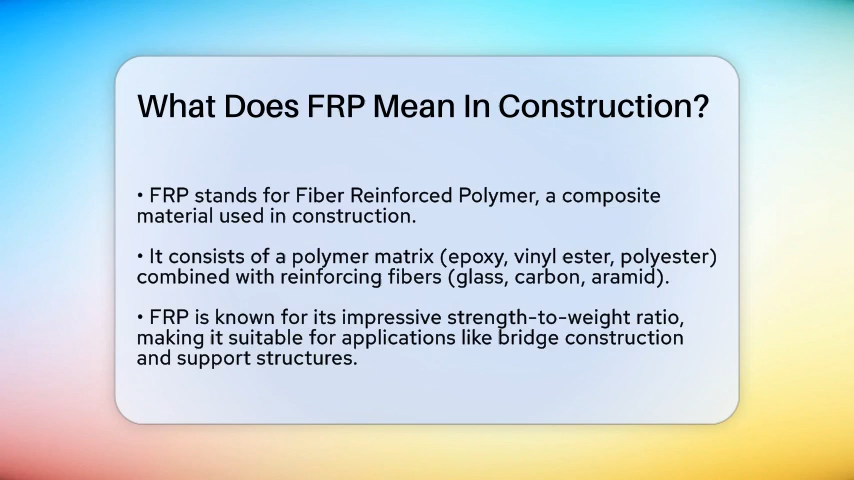 What Does FRP Mean In Construction?
• FRP stands for Fiber Reinforced Polymer, a composite
material used in construction.
• It consists of a polymer matrix (epoxy, vinyl ester, polyester)
combined with reinforcing fibers (glass, carbon, aramid).
• FRP is known for its impressive strength-to-weight ratio,
making it suitable for applications like bridge construction
and support structures.